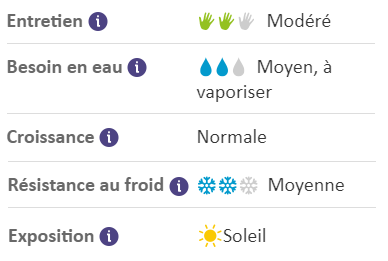 Entretien i Modéré
Besoin en eau i Moyen, à
vaporiser
Croissance i Normale
Résistance au froid i Moyenne
Exposition i Soleil